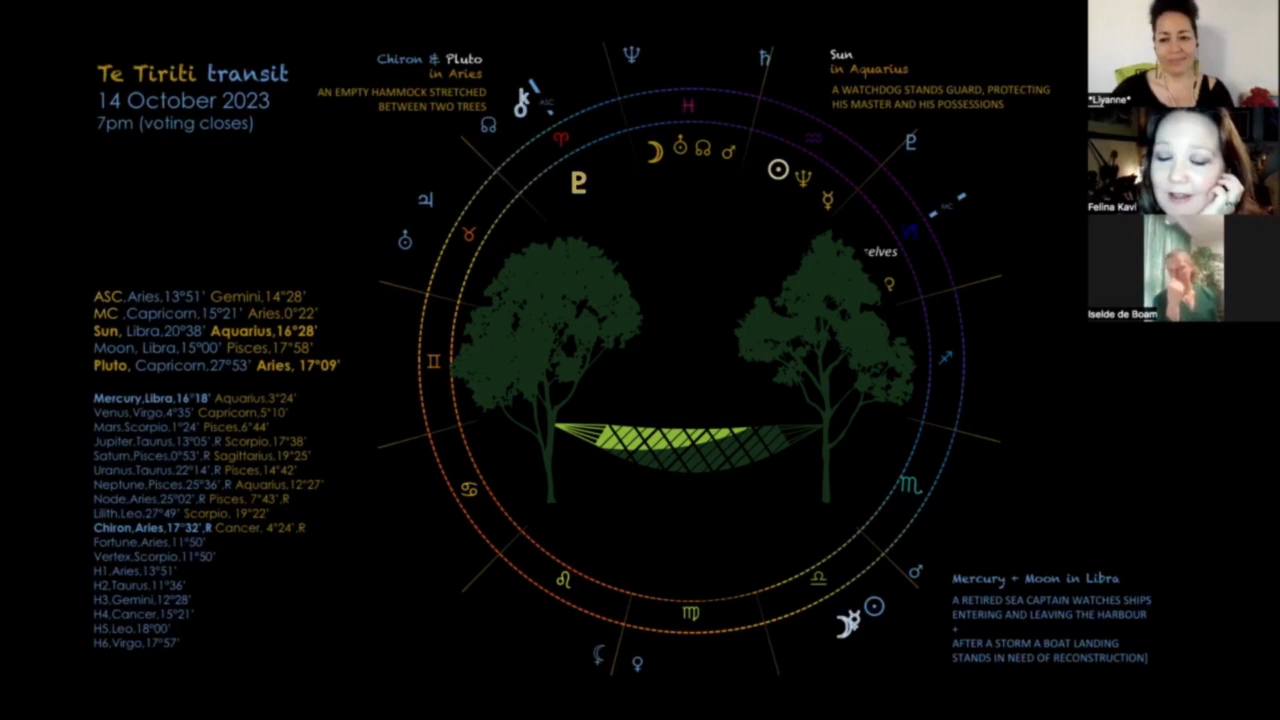 Te Tiriti transit
14 October 2023
7pm (voting closes)
Chiron & Pluto
in Aries
AN EMPTY HAMMOCK STRETCHED
BETWEEN TWO TREES
Sun
in Aquarius
A WATCHDOG STANDS GUARD, PROTECTING
HIS MASTER AND HIS POSSESSIONS
*Liyanne*
Felina Kavi
Iselde de Boam
ASC
MC
selves
ASC,Aries,13°51' Gemini,14°28'
MC ,Capricorn,15°21' Aries,0°22'
Sun, Libra,20°38' Aquarius,16°28'
Moon, Libra,15°00' Pisces,17°58'
Pluto, Capricorn,27°53' Aries, 17°09'
Mercury,Libra,16°18' Aquarius,3°24'
Venus,Virgo,4°35' Capricorn,5°10'
Mars,Scorpio,1°24' Pisces,6°44'
Jupiter,Taurus,13°05',R Scorpio,17°38'
Saturn,Pisces,0°53',R Sagittarius,19°25'
Uranus,Taurus,22°14',R Pisces,14°42'
Neptune,Pisces,25°36',R Aquarius,12°27'
Node,Aries,25°02',R Pisces, 7°43',R
Lilith,Leo,27°49' Scorpio, 19°22'
Chiron,Aries,17°32',R Cancer, 4°24',R
Fortune,Aries,11°50'
Vertex,Scorpio,11°50'
H1,Aries,13°51'
H2,Taurus,11°36'
H3,Gemini,12°28'
H4,Cancer,15°21'
H5,Leo,18°00'
H6,Virgo,17°57'
Mercury + Moon in Libra
A RETIRED SEA CAPTAIN WATCHES SHIPS
ENTERING AND LEAVING THE HARBOUR
+
AFTER A STORM A BOAT LANDING
STANDS IN NEED OF RECONSTRUCTION]